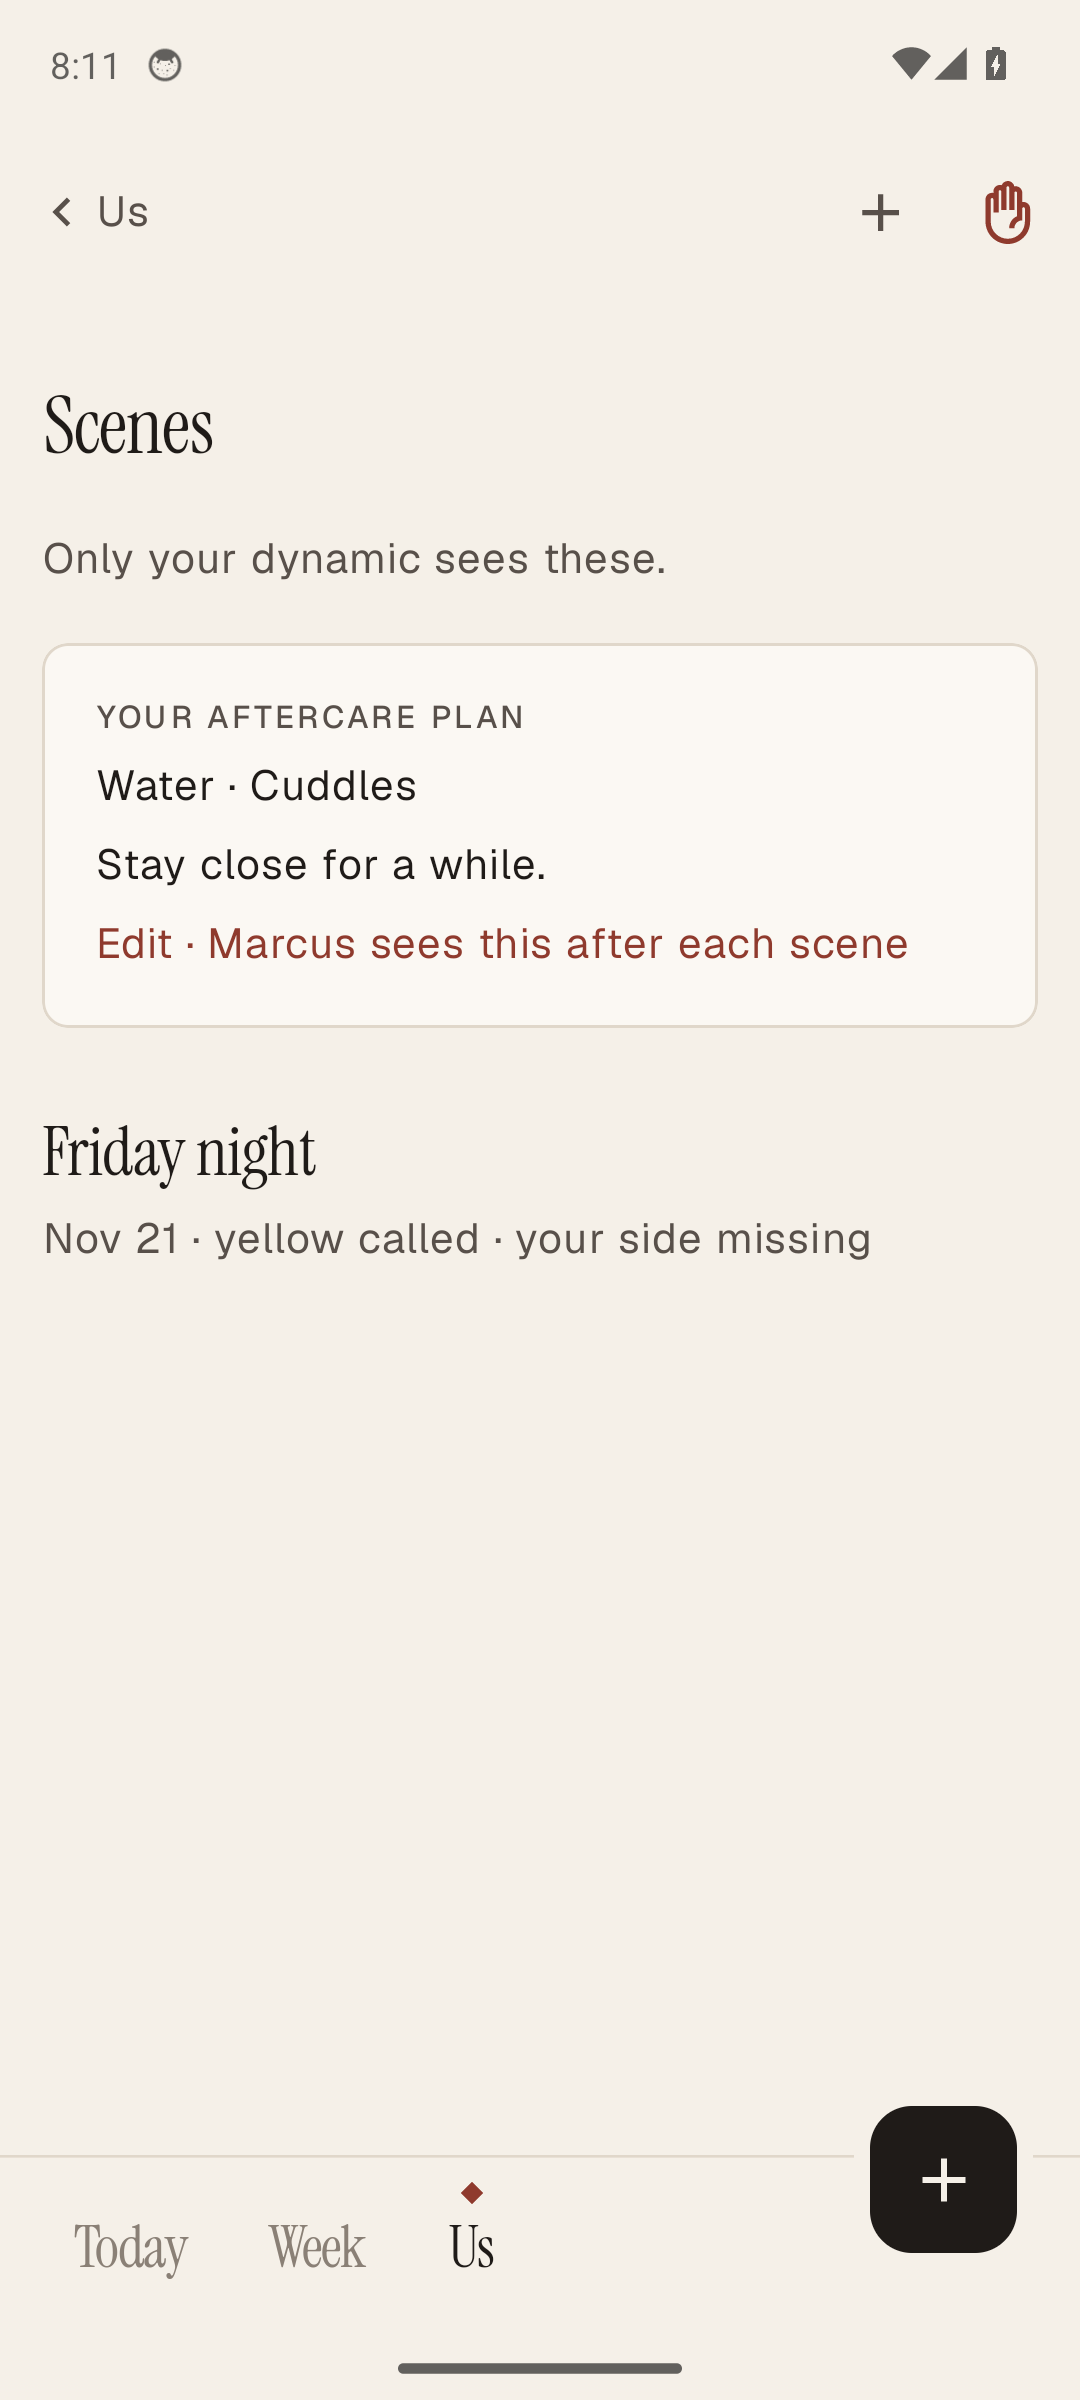 8:11
Us
Scenes
Only your dynamic sees these.
YOUR AFTERCARE PLAN
Water · Cuddles
Stay close for a while.
Edit · Marcus sees this after each scene
Friday night
Nov 21 · yellow called · your side missing
Today
Week
Us